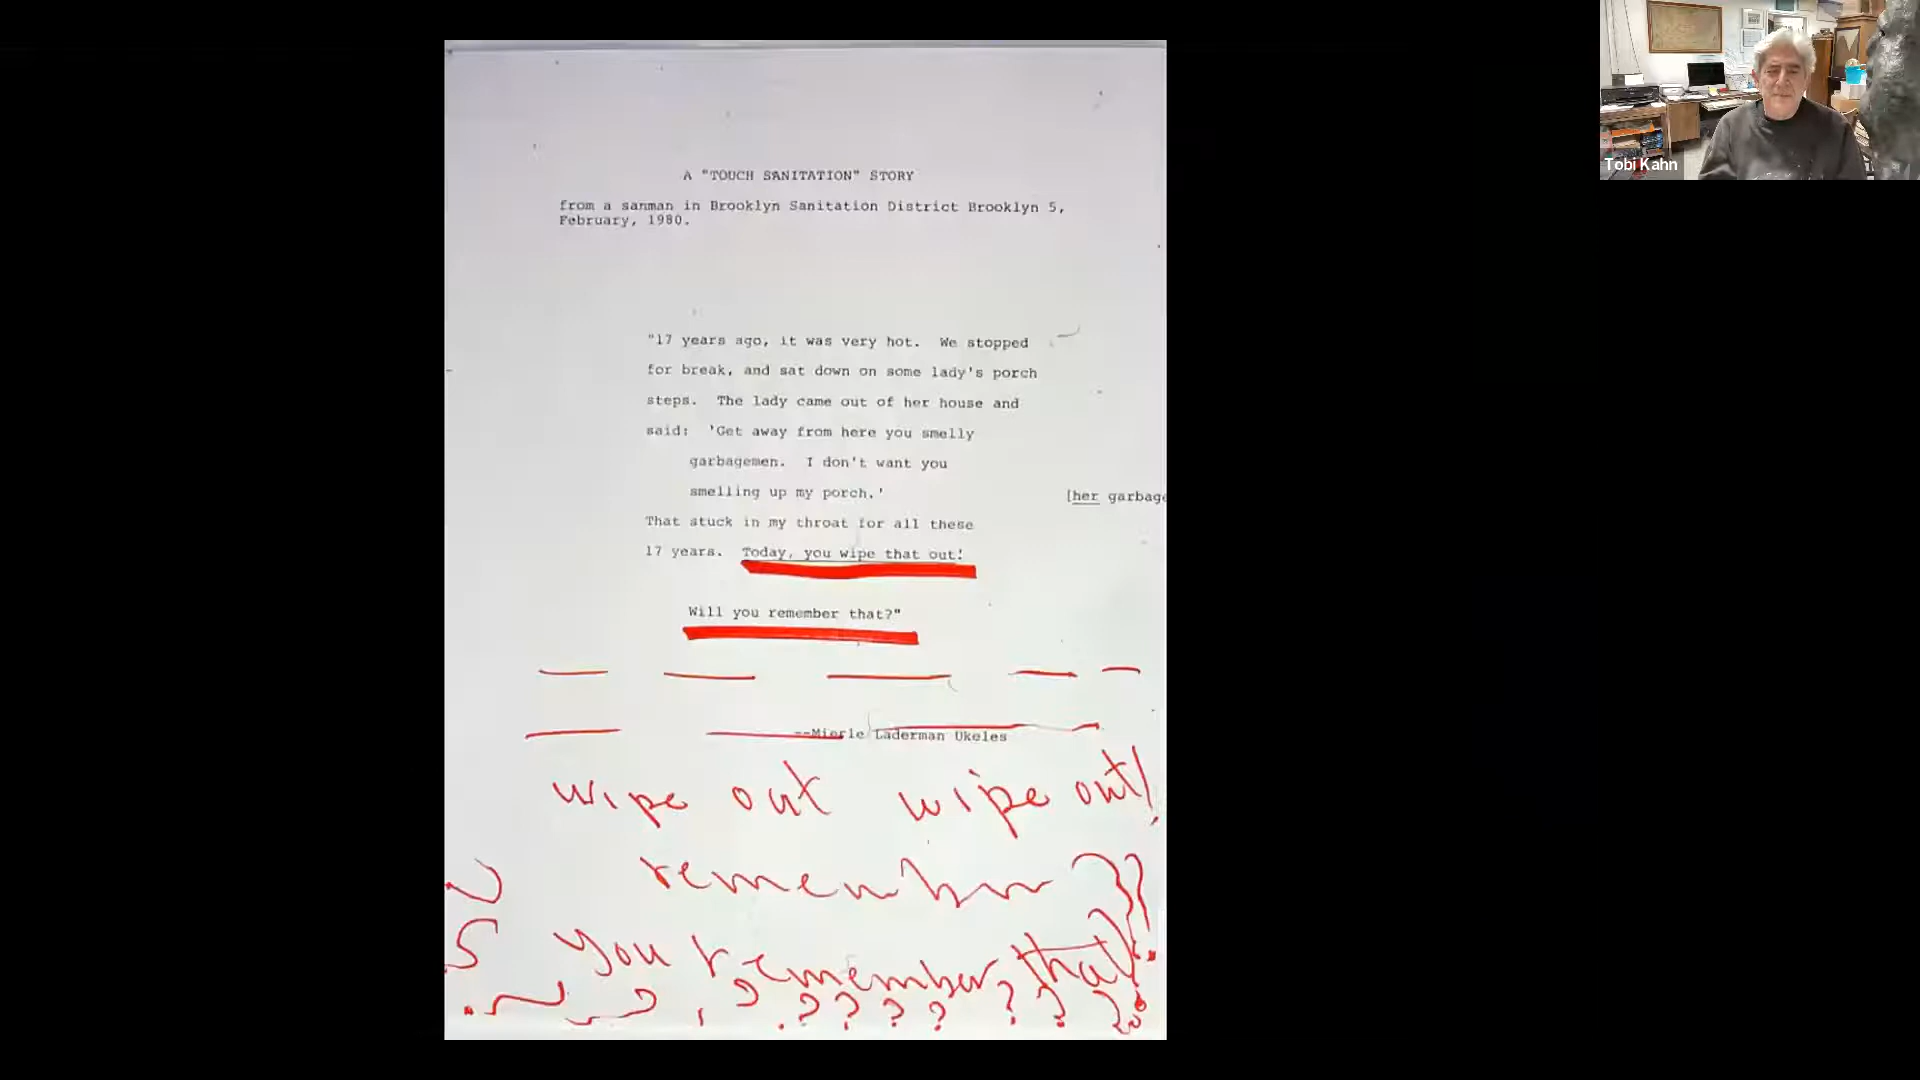 A "TOUCH SANITATION" STORY
from a sanman in Brooklyn Sanitation District Brooklyn 5,
February, 1980.
"17 years ago, it was very hot. We stopped
for break, and sat down on some lady's porch
steps. The lady came out of her house and
said: 'Get away from here you smelly
garbagemen. I don't want you
smelling up my porch.'
[her garbage
That stuck in my throat for all these
17 years. Today, you wipe that out!
Will you remember that?"
--Mierle Laderman Ukeles
wipe out wipe out!
remember ??
you remember that?
? ? ? ? ? ? ? ?
Tobi Kahn